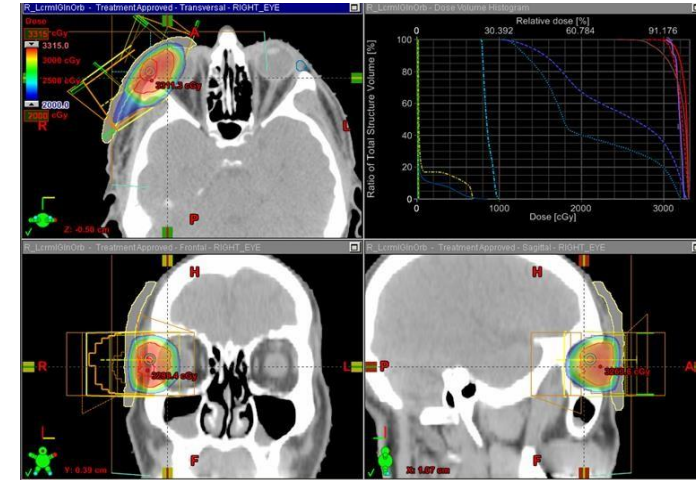 R_LcrmlGlnOrb - TreatmentApproved - Transversal - RIGHT_EYE
Dose
3315
3315.0
3000 cGy
2500 cGy
2000.0
2000 cGy
A
R
L
P
3311.3 cGy
Z: -0.56 cm
R_LcrmlGlnOrb - Dose Volume Histogram
Relative dose [%]
0 30.392 60.784 91.176
Ratio of Total Structure Volume [%]
100
80
60
40
20
0
0 1000 2000 3000
Dose [cGy]
R_LcrmlGlnOrb - TreatmentApproved - Frontal - RIGHT_EYE
H
R
L
F
Y: 0.39 cm
R_LcrmlGlnOrb - TreatmentApproved - Sagittal - RIGHT_EYE
H
P
A
F
X: 1.07 cm